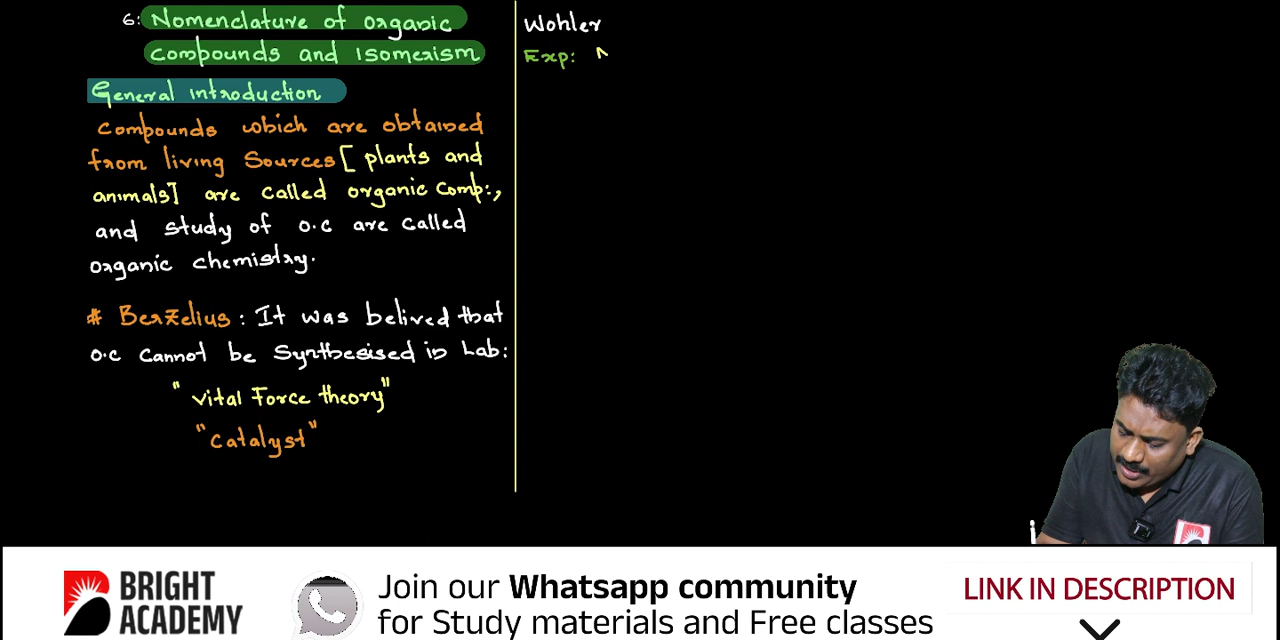 6: Nomenclature of organic
Compounds and Isomerism
General introduction
Compounds which are obtained
from living Sources [ plants and
animals] are called organic Comp:,
and study of o.c are called
organic chemistry.
# Berzelius : It was belived that
o.c cannot be Synthesised in Lab:
" Vital Force theory"
"Catalyst"
Wohler
Exp:
BRIGHT
ACADEMY
Join our Whatsapp community
for Study materials and Free classes
LINK IN DESCRIPTION